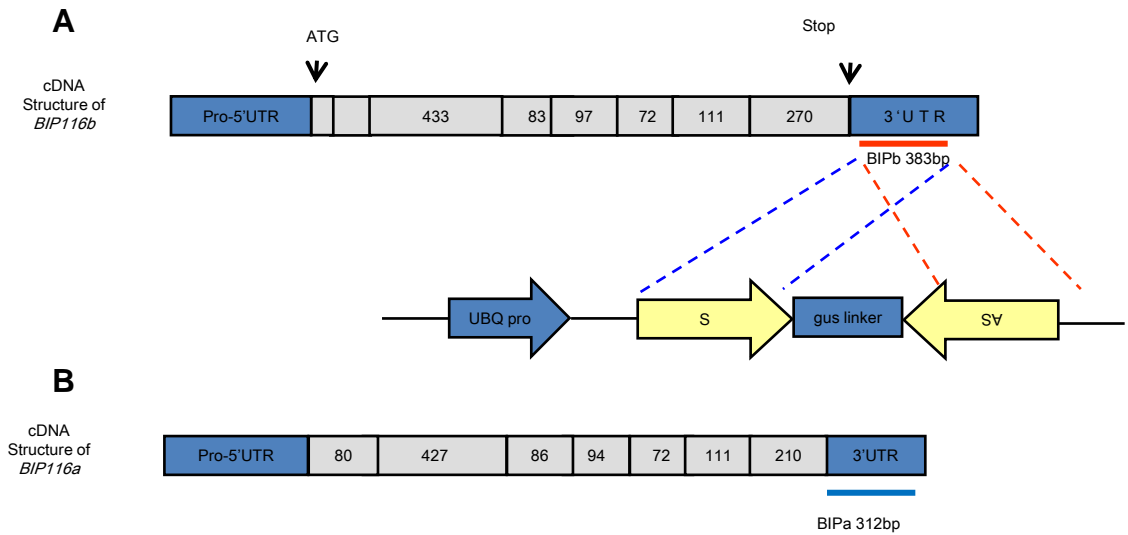 A
ATG
Stop
cDNA
Structure of
BIP116b
Pro-5'UTR
433
83
97
72
111
270
3'UTR
BIPb 383bp
UBQ pro
S
gus linker
AS
B
cDNA
Structure of
BIP116a
Pro-5'UTR
80
427
86
94
72
111
210
3'UTR
BIPa 312bp